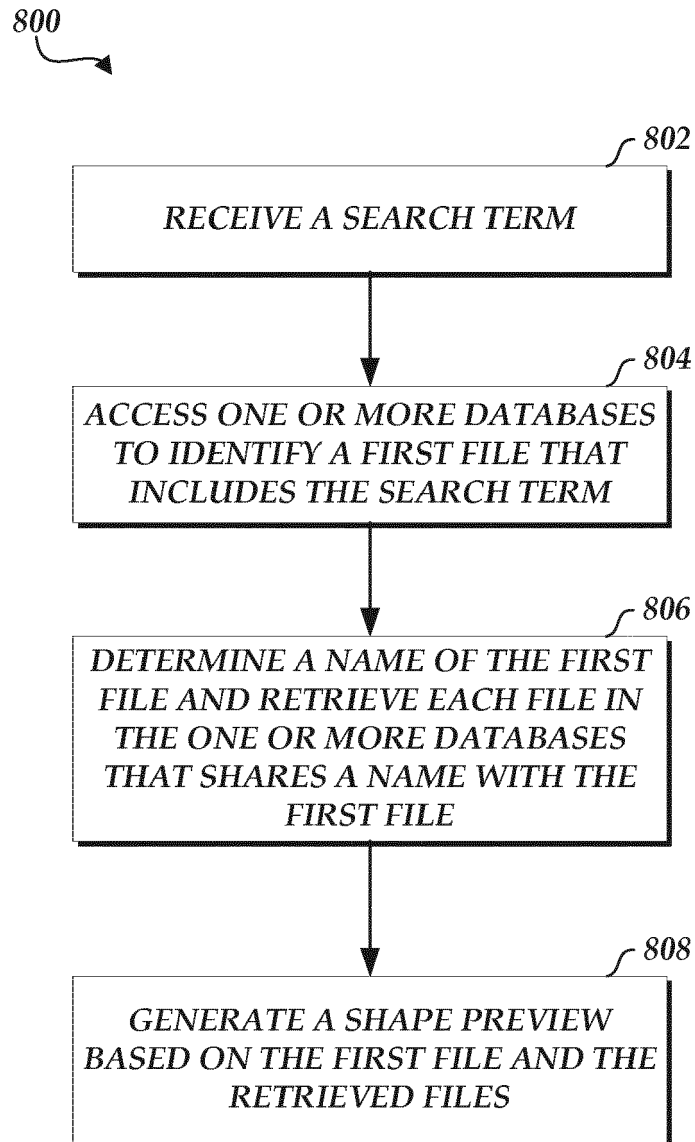 800
802
RECEIVE A SEARCH TERM
804
ACCESS ONE OR MORE DATABASES
TO IDENTIFY A FIRST FILE THAT
INCLUDES THE SEARCH TERM
806
DETERMINE A NAME OF THE FIRST
FILE AND RETRIEVE EACH FILE IN
THE ONE OR MORE DATABASES
THAT SHARES A NAME WITH THE
FIRST FILE
808
GENERATE A SHAPE PREVIEW
BASED ON THE FIRST FILE AND THE
RETRIEVED FILES